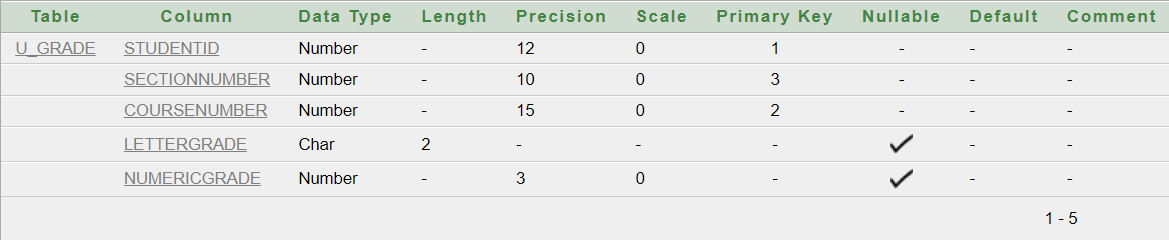 Table Column Data Type Length Precision Scale Primary Key Nullable Default Comment
U_GRADE STUDENTID Number - 12 0 1 - - -
SECTIONNUMBER Number - 10 0 3 - - -
COURSENUMBER Number - 15 0 2 - - -
LETTERGRADE Char 2 - - - ✓ - -
NUMERICGRADE Number - 3 0 - ✓ - -
1 - 5